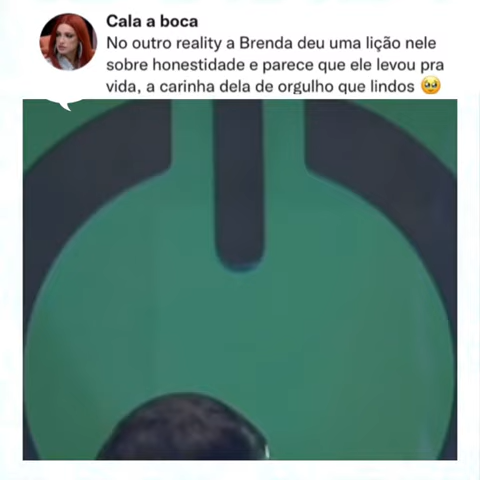 Cala a boca
No outro reality a Brenda deu uma lição nele
sobre honestidade e parece que ele levou pra
vida, a carinha dela de orgulho que lindos 🥹